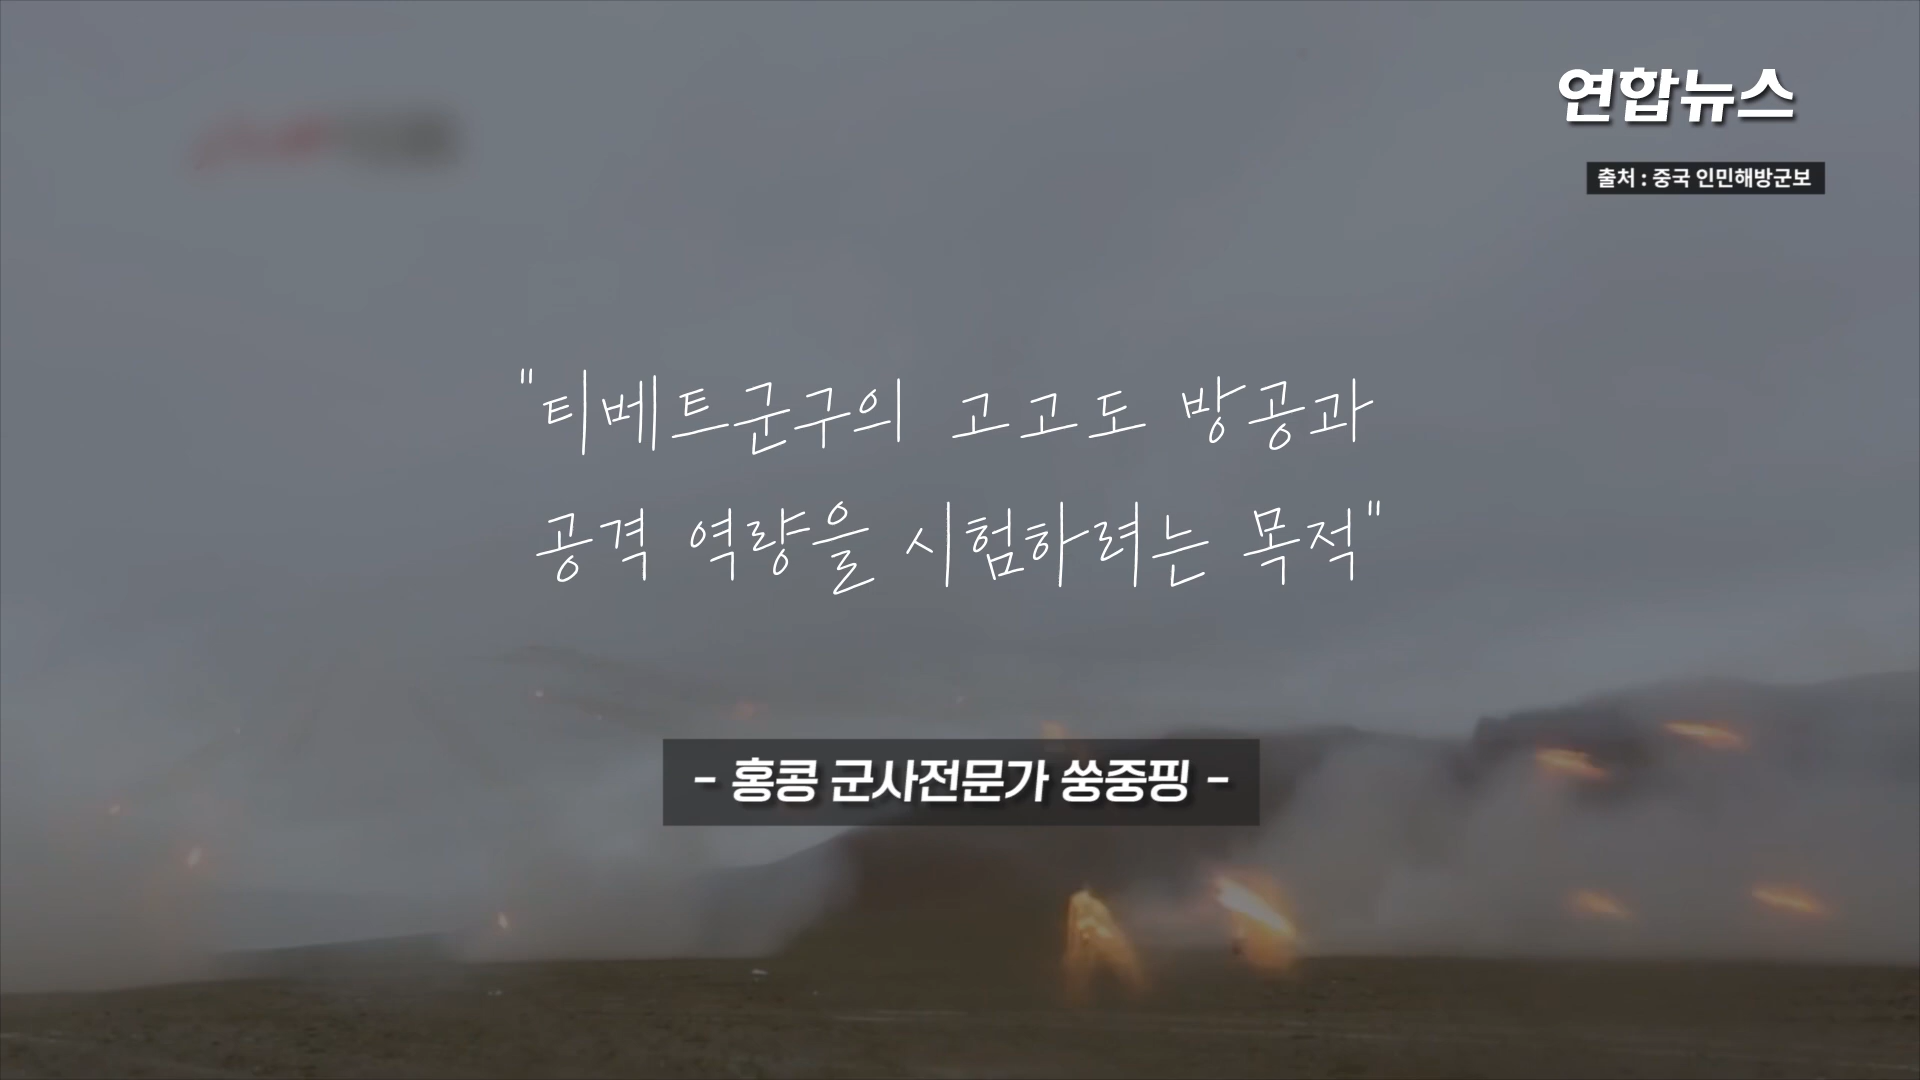 연합뉴스
출처 : 중국 인민해방군보
"티베트군구의 고고도 방공과
공격 역량을 시험하려는 목적"
- 홍콩 군사전문가 쑹중핑 -